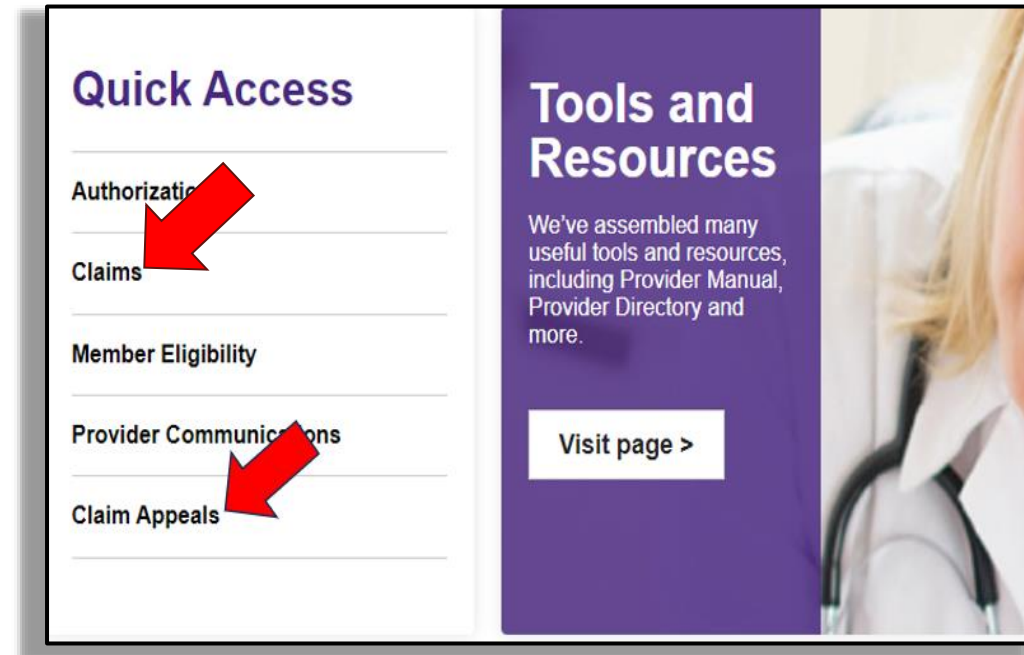 Quick Access
Claims
Member Eligibility
Provider Communications
Claim Appeals
Tools and
Resources
We've assembled many
useful tools and resources,
including Provider Manual,
Provider Directory and
more.
Visit page >